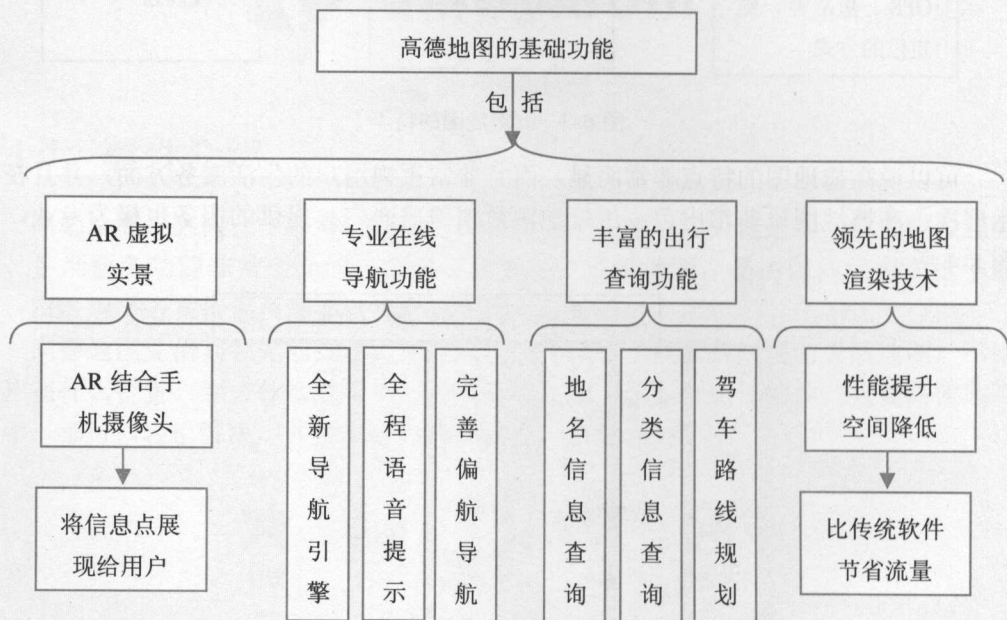 高德地图的基础功能
包括
AR 虚拟
实景
专业在线
导航功能
丰富的出行
查询功能
领先的地图
渲染技术
AR 结合手
机摄像头
将信息点展
现给用户
全新导航引擎
全程语音提示
完善偏航导航
地名信息查询
分类信息查询
驾车路线规划
性能提升
空间降低
比传统软件
节省流量